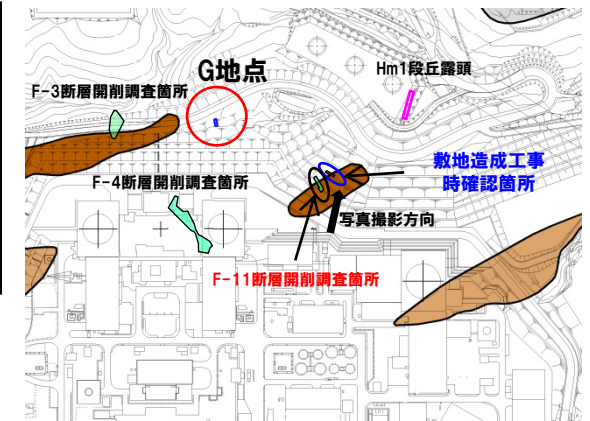 G地点
Hm1段丘露頭
F-3断層開削調査箇所
敷地造成工事
時確認箇所
F-4断層開削調査箇所
写真撮影方向
F-11断層開削調査箇所